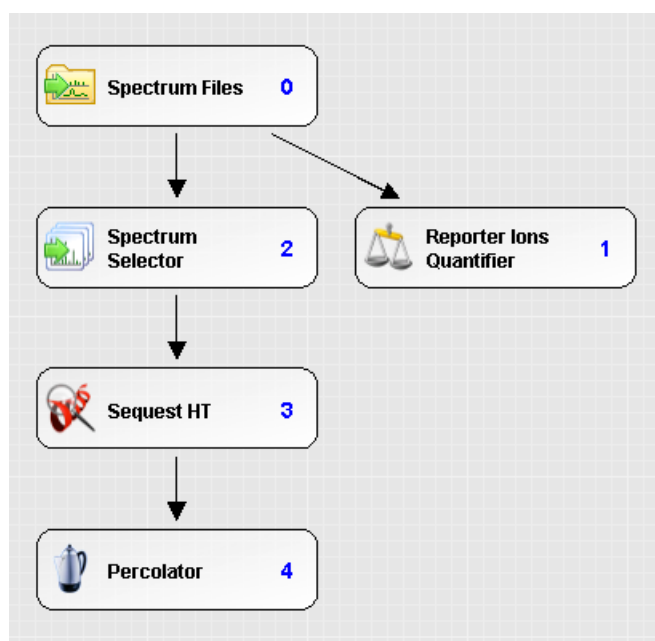 Spectrum Files 0
Spectrum
Selector 2
Reporter Ions
Quantifier 1
Sequest HT 3
Percolator 4